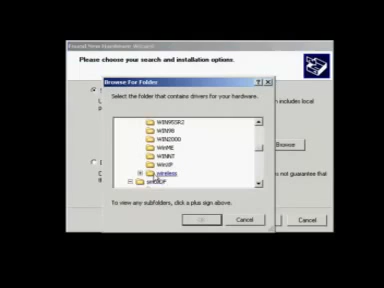 Found New Hardware Wizard
Please choose your search and installation options.
Browse For Folder
Select the folder that contains drivers for your hardware.
includes local
WIN95SR2
WIN98
WIN2000
WinME
WINNT
WinXP
wireless
Browse
not guarantee that
To view any subfolders, click a plus sign above.
OK
Cancel
Cancel